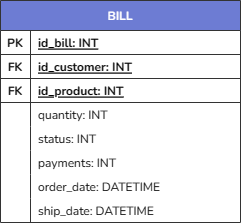 BILL
PK id_bill: INT
FK id_customer: INT
FK id_product: INT
quantity: INT
status: INT
payments: INT
order_date: DATETIME
ship_date: DATETIME